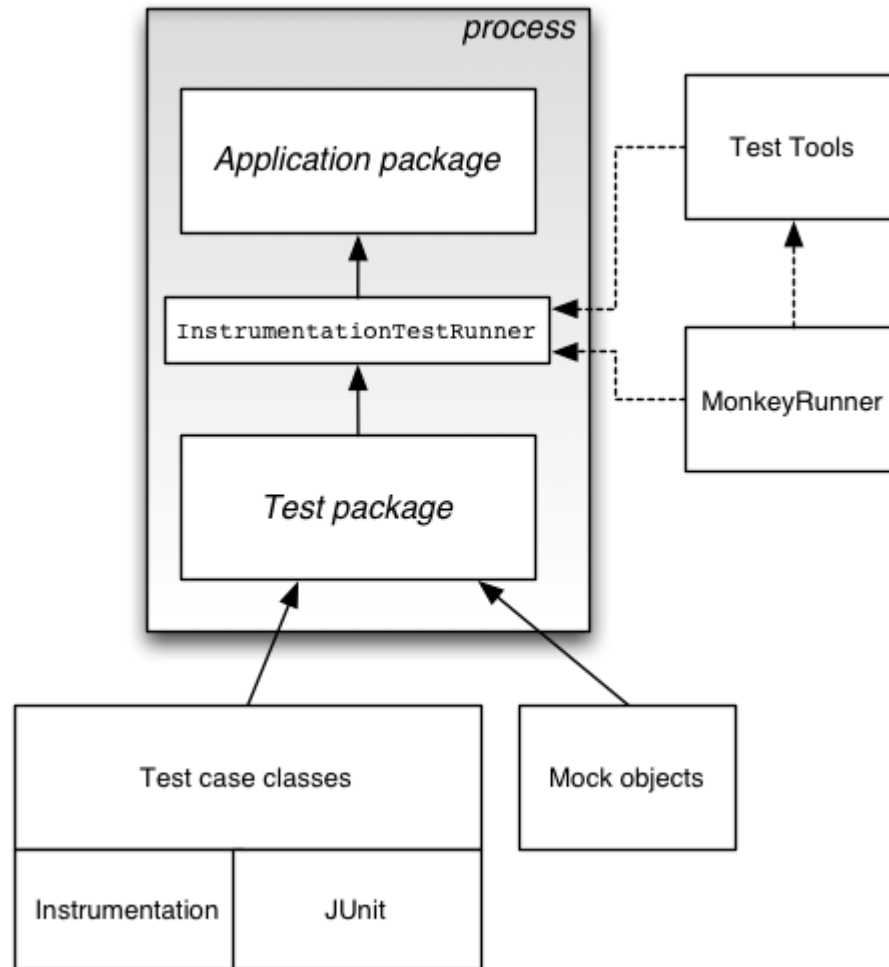 process
Application package
Test Tools
InstrumentationTestRunner
MonkeyRunner
Test package
Test case classes
Mock objects
Instrumentation
JUnit